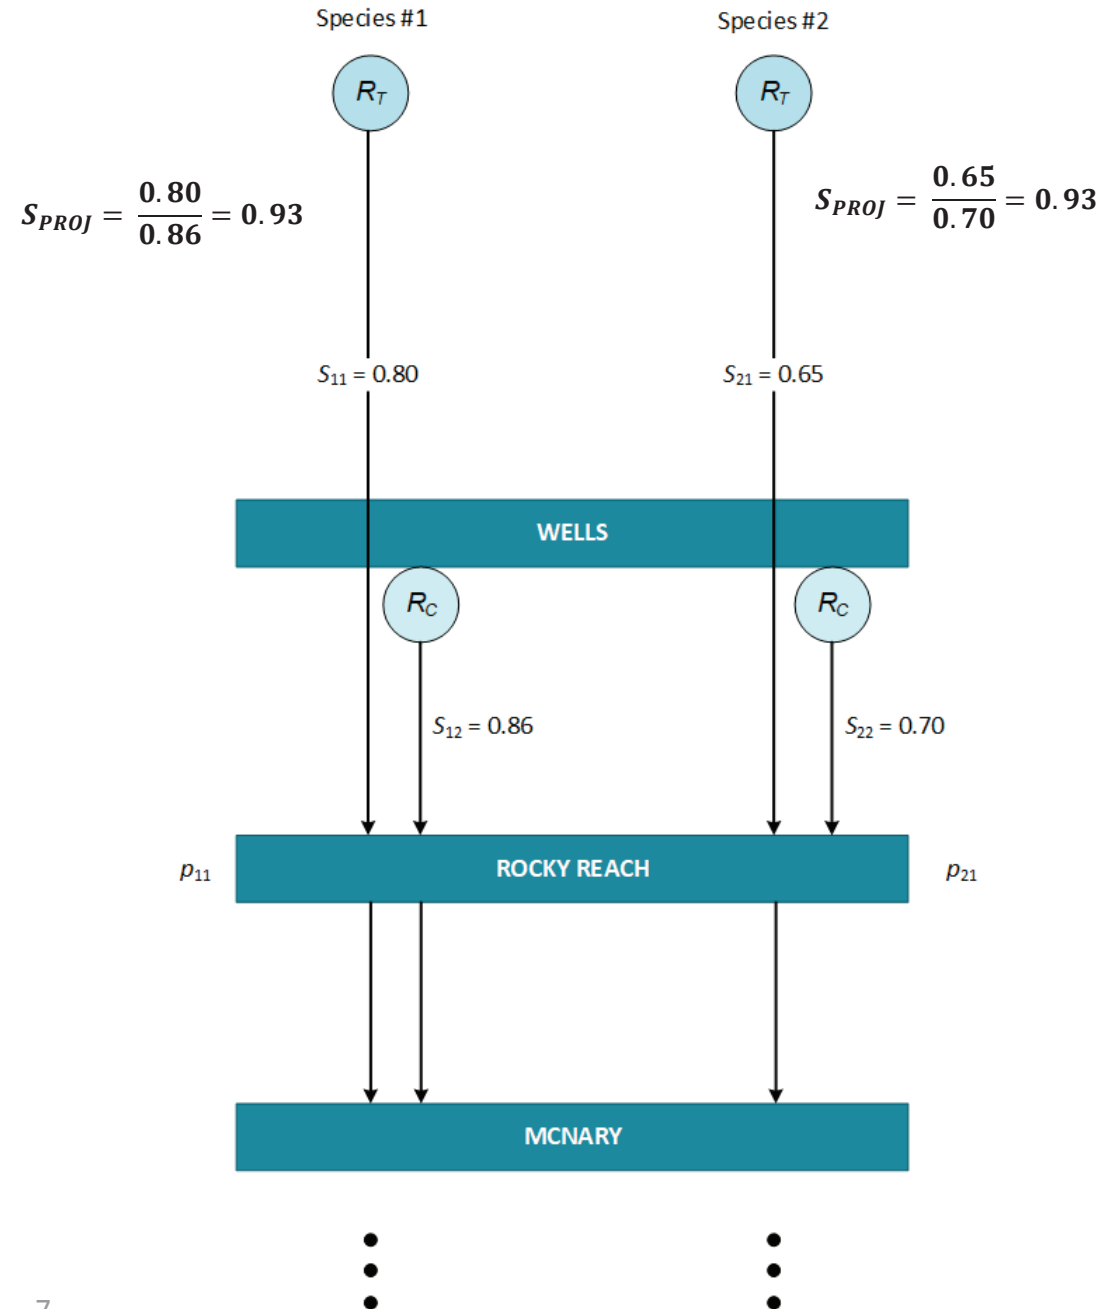 Species #1
Species #2
R_T
R_T
S_PROJ = 0.80 / 0.86 = 0.93
S_PROJ = 0.65 / 0.70 = 0.93
S₁₁ = 0.80
S₂₁ = 0.65
WELLS
R_C
R_C
S₁₂ = 0.86
S₂₂ = 0.70
p₁₁
ROCKY REACH
p₂₁
MCNARY
7